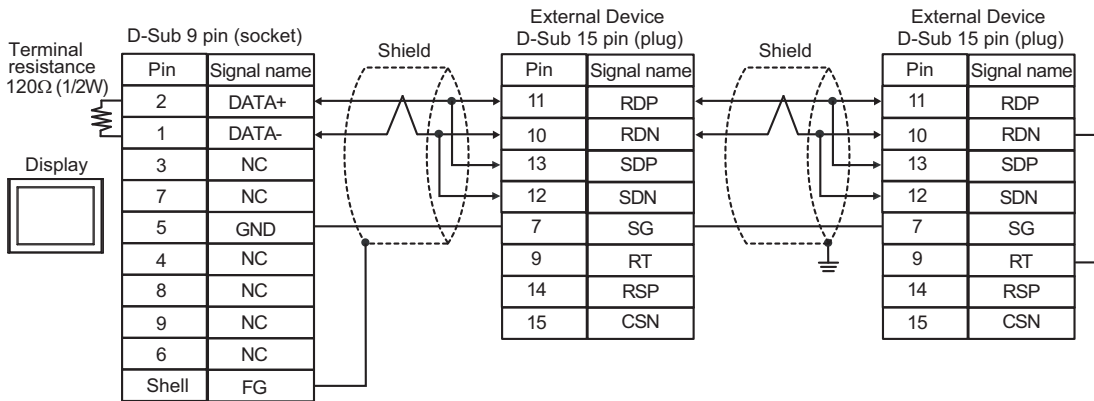 External Device
D-Sub 15 pin (plug)
External Device
D-Sub 15 pin (plug)
D-Sub 9 pin (socket)
Shield
Shield
Terminal
resistance
120Ω (1/2W)
Display
Pin Signal name
2 DATA+
1 DATA-
3 NC
7 NC
5 GND
4 NC
8 NC
9 NC
6 NC
Shell FG
Pin Signal name
11 RDP
10 RDN
13 SDP
12 SDN
7 SG
9 RT
14 RSP
15 CSN
Pin Signal name
11 RDP
10 RDN
13 SDP
12 SDN
7 SG
9 RT
14 RSP
15 CSN